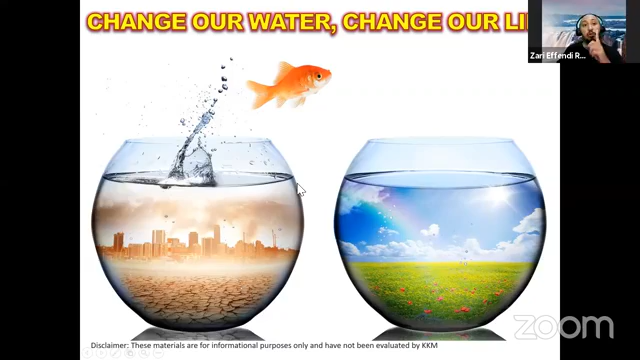 CHANGE OUR WATER, CHANGE OUR
Zari Effendi R...
zoom
Disclaimer: These materials are for informational purposes only and have not been evaluated by KKM